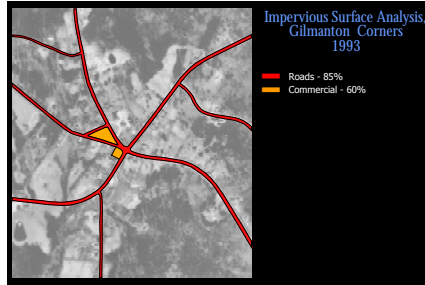 Impervious Surface Analysis,
Gilmanton Corners
1993
Roads - 85%
Commercial - 60%